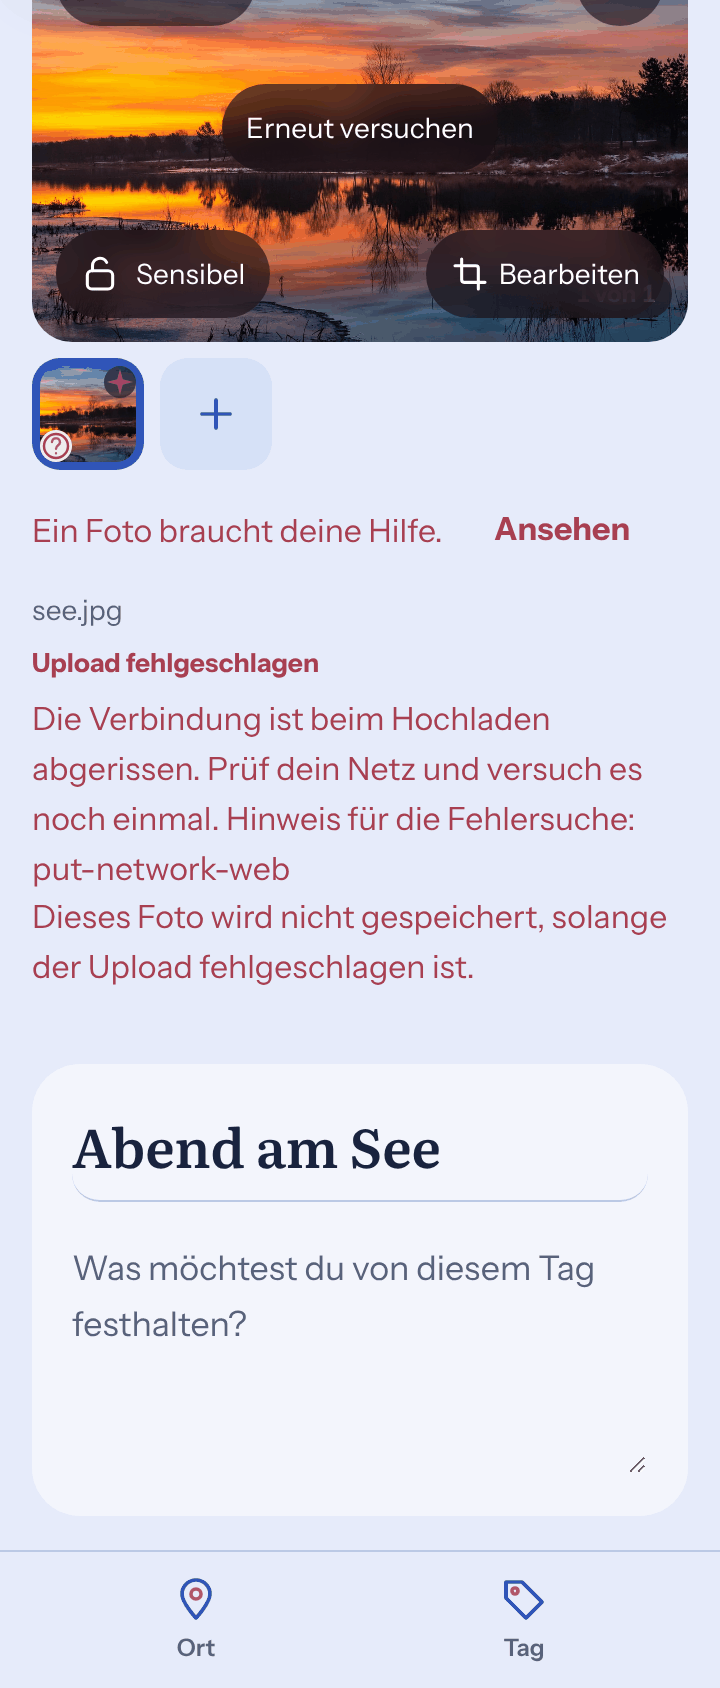 Erneut versuchen
Sensibel
Bearbeiten
1 von 1
Ein Foto braucht deine Hilfe.
Ansehen
see.jpg
Upload fehlgeschlagen
Die Verbindung ist beim Hochladen
abgerissen. Prüf dein Netz und versuch es
noch einmal. Hinweis für die Fehlersuche:
put-network-web
Dieses Foto wird nicht gespeichert, solange
der Upload fehlgeschlagen ist.
Abend am See
Was möchtest du von diesem Tag
festhalten?
Ort
Tag